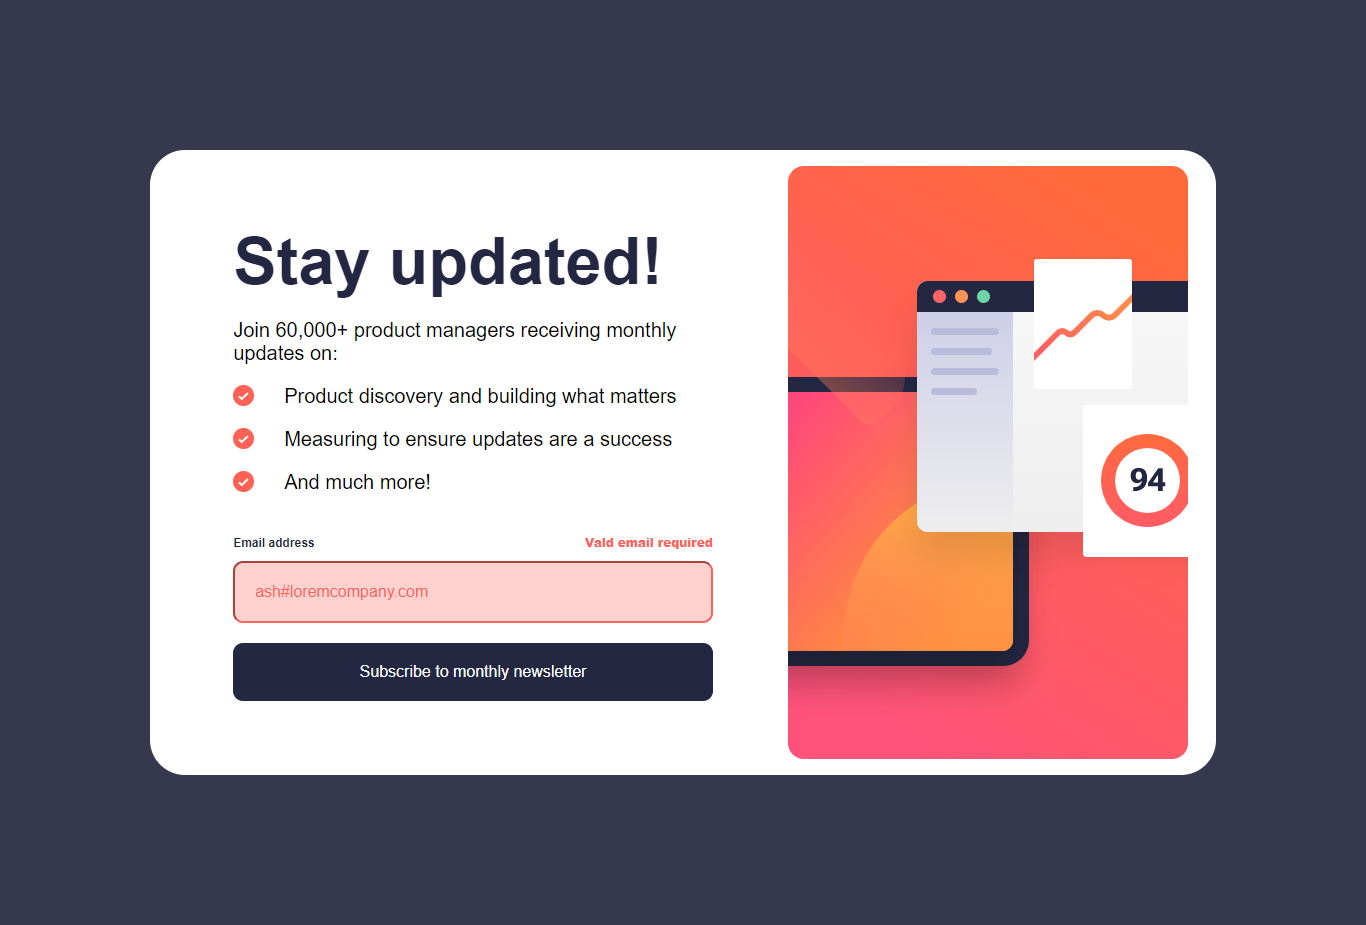 Stay updated!
Join 60,000+ product managers receiving monthly
updates on:
Product discovery and building what matters
Measuring to ensure updates are a success
And much more!
Email address
Vald email required
ash#loremcompany.com
Subscribe to monthly newsletter
94